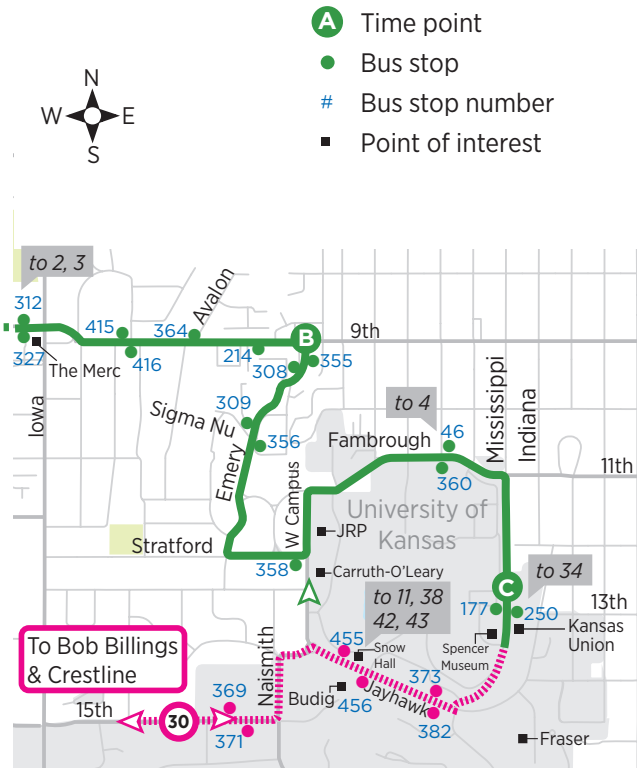 A Time point
Bus stop
# Bus stop number
Point of interest
N
W E
S
to 2, 3
312
327
The Merc
Iowa
415
416
364
Avalon
214
B
9th
308
355
309
Sigma Nu
356
Emery
to 4
46
Fambrough
360
Mississippi
Indiana
11th
W Campus
University of
Kansas
JRP
Stratford
358
Carruth-O'Leary
C
to 34
177
250
13th
Kansas
Union
Spencer
Museum
to 11, 38
42, 43
455
Snow
Hall
To Bob Billings
& Crestline
Naismith
369
373
Budig
456
Jayhawk
382
15th
30
371
Fraser